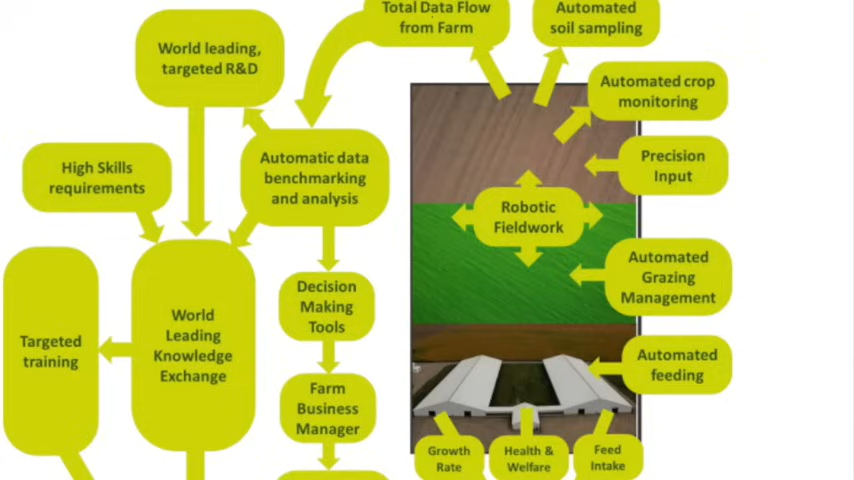 Total Data Flow
from Farm
Automated
soil sampling
World leading,
targeted R&D
Automated crop
monitoring
High Skills
requirements
Automatic data
benchmarking
and analysis
Precision
Input
Robotic
Fieldwork
Automated
Grazing
Management
Decision
Making
Tools
World
Leading
Knowledge
Exchange
Targeted
training
Automated
feeding
Farm
Business
Manager
Growth
Rate
Health &
Welfare
Feed
Intake